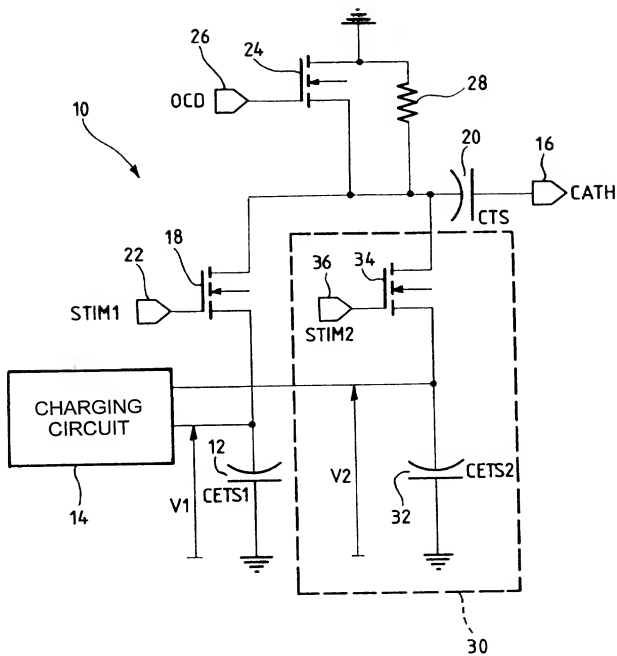 26
24
OCD
28
10
20
16
CATH
CTS
18
22
STIM1
34
36
STIM2
CHARGING
CIRCUIT
14
V1
12
CETS1
V2
32
CETS2
30